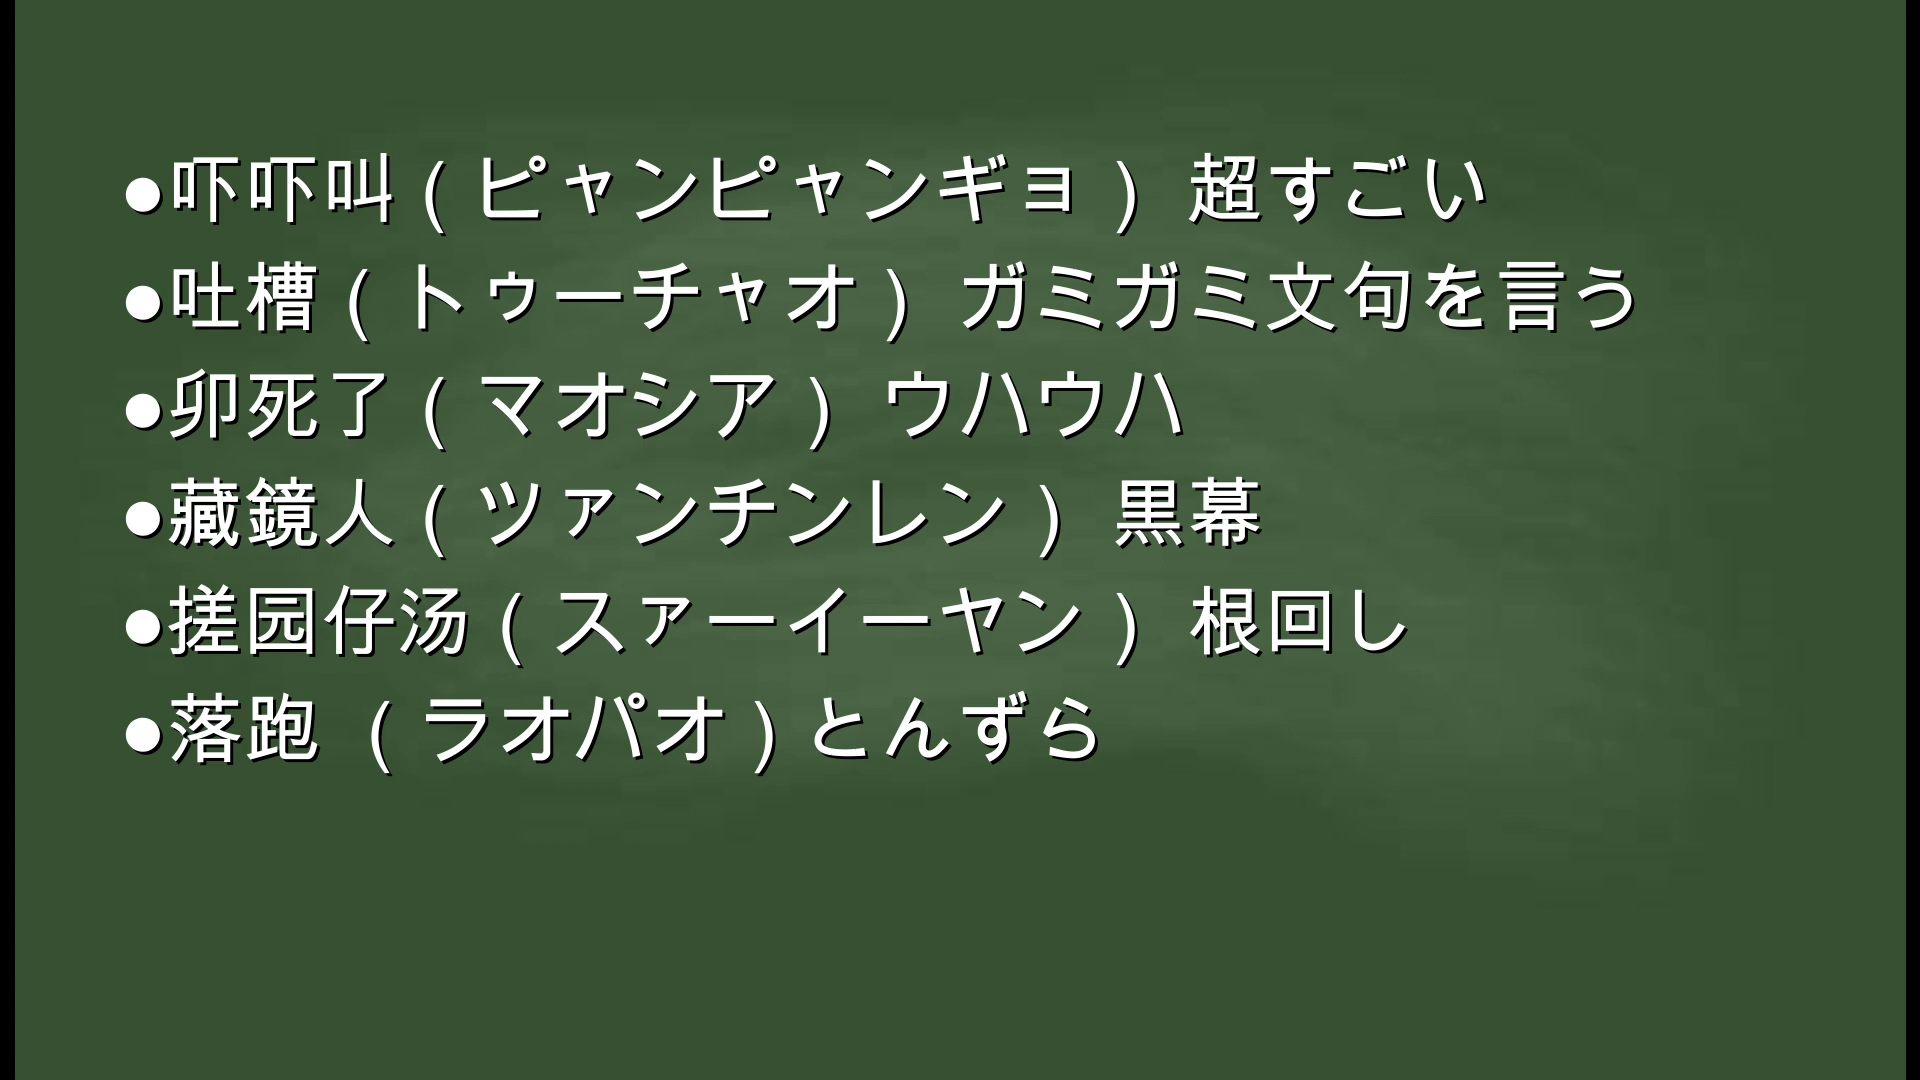 ●吓吓叫(ピャンピャンギョ) 超すごい
●吐槽(トゥーチャオ) ガミガミ文句を言う
●卯死了(マオシア) ウハウハ
●藏鏡人(ツァンチンレン) 黒幕
●搓园仔汤(スァーイーヤン) 根回し
●落跑 (ラオパオ)とんずら